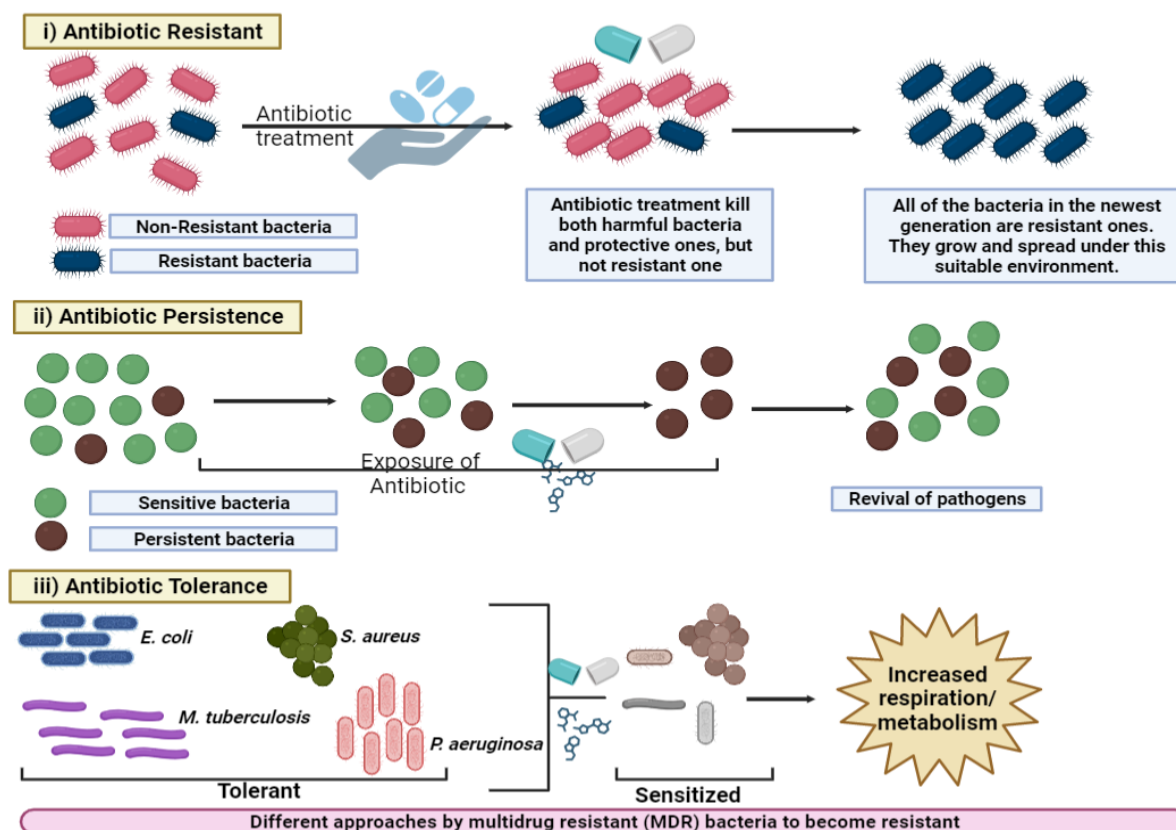 i) Antibiotic Resistant
Antibiotic
treatment
Non-Resistant bacteria
Resistant bacteria
Antibiotic treatment kill
both harmful bacteria
and protective ones, but
not resistant one
All of the bacteria in the newest
generation are resistant ones.
They grow and spread under this
suitable environment.
ii) Antibiotic Persistence
Exposure of
Antibiotic
Sensitive bacteria
Persistent bacteria
Revival of pathogens
iii) Antibiotic Tolerance
E. coli
S. aureus
M. tuberculosis
P. aeruginosa
Increased
respiration/
metabolism
Tolerant
Sensitized
Different approaches by multidrug resistant (MDR) bacteria to become resistant